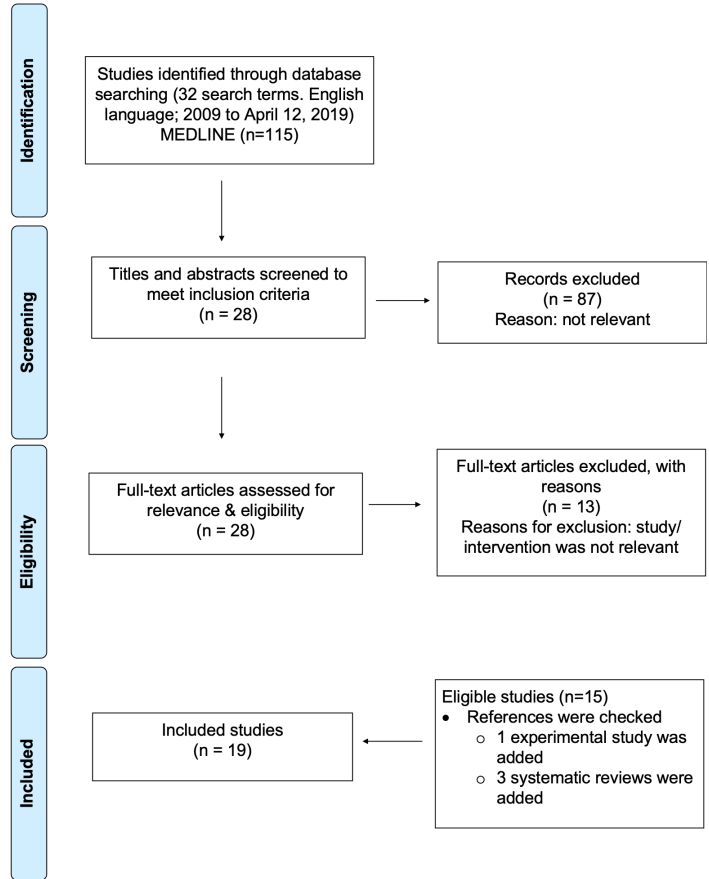 Identification
Studies identified through database
searching (32 search terms. English
language; 2009 to April 12, 2019)
MEDLINE (n=115)
Screening
Titles and abstracts screened to
meet inclusion criteria
(n = 28)
Records excluded
(n = 87)
Reason: not relevant
Eligibility
Full-text articles assessed for
relevance & eligibility
(n = 28)
Full-text articles excluded, with
reasons
(n = 13)
Reasons for exclusion: study/
intervention was not relevant
Included
Included studies
(n = 19)
Eligible studies (n=15)
• References were checked
o 1 experimental study was
added
o 3 systematic reviews were
added